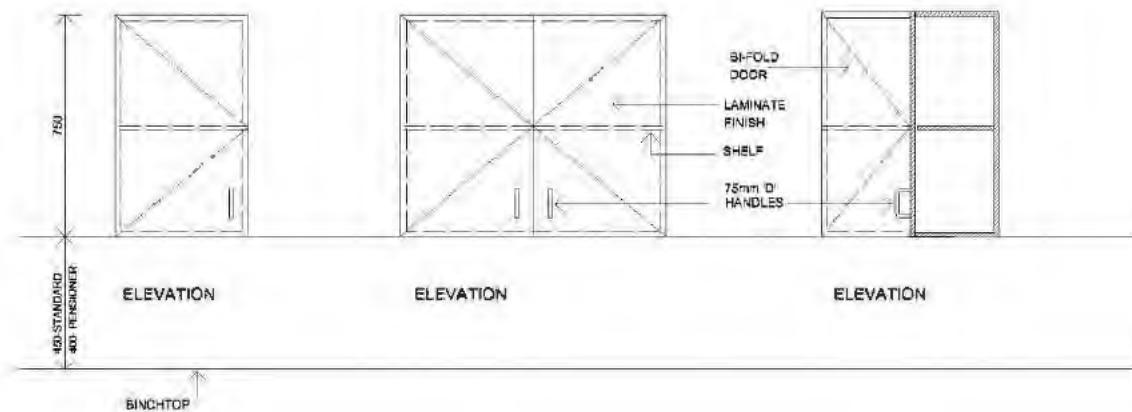 750
450-STANDARD
400- PENSIONER
BI-FOLD
DOOR
LAMINATE
FINISH
SHELF
75mm 'D'
HANDLES
ELEVATION
ELEVATION
ELEVATION
BINCHTOP